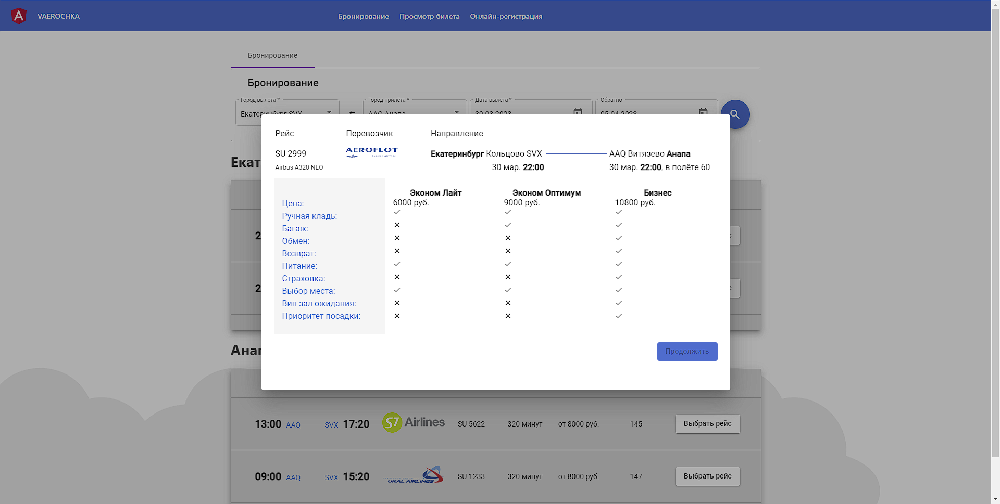 VAEROCHKA
Бронирование Просмотр билета Онлайн-регистрация
Бронирование
Бронирование
Город вылета * Город прилёта * Дата вылета * Обратно
Екатеринбург SVX AAQ Анапа 30.03.2023 05.04.2023
Рейс Перевозчик Направление
SU 2999 AEROFLOT Russian Airlines Екатеринбург Кольцово SVX AAQ Витязево Анапа
Airbus A320 NEO 30 мар. 22:00 30 мар. 22:00, в полёте 60
Эконом Лайт Эконом Оптимум Бизнес
Цена: 6000 руб. 9000 руб. 10800 руб.
Ручная кладь:
Багаж:
Обмен:
Возврат:
Питание:
Страховка:
Выбор места:
Вип зал ожидания:
Приоритет посадки:
Продолжить
13:00 AAQ SVX 17:20 S7 Airlines SU 5622 320 минут от 8000 руб. 145 Выбрать рейс
09:00 AAQ SVX 15:20 URAL AIRLINES SU 1233 320 минут от 8000 руб. 147 Выбрать рейс